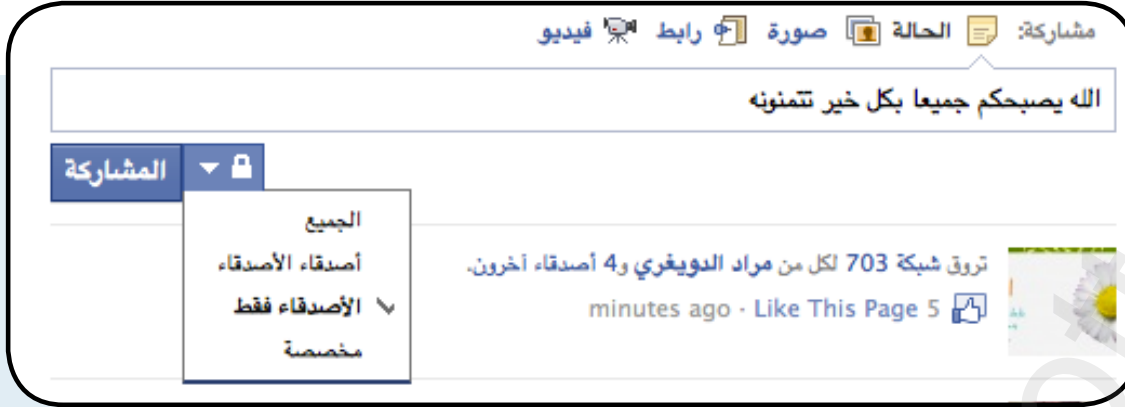 مشاركة: الحالة صورة رابط فيديو
الله يصبحكم جميعا بكل خير تتمنونه
المشاركة
الجميع
أصدقاء الأصدقاء
الأصدقاء فقط
مخصصة
تروق شبكة 703 لكل من مراد الدويغري و4 أصدقاء آخرون.
minutes ago · Like This Page 5